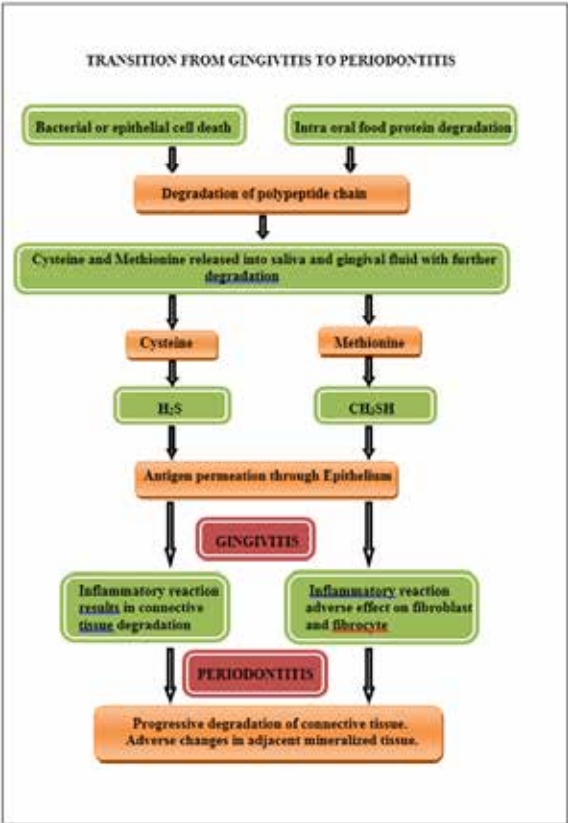 TRANSITION FROM GINGIVITIS TO PERIODONTITIS
Bacterial or epithelial cell death
Intra oral food protein degradation
Degradation of polypeptide chain
Cysteine and Methionine released into saliva and gingival fluid with further
degradation
Cysteine
Methionine
H₂S
CH₃SH
Antigen permeation through Epithelium
GINGIVITIS
Inflammatory reaction
results in connective
tissue degradation
Inflammatory reaction
adverse effect on fibroblast
and fibrocyte
PERIODONTITIS
Progressive degradation of connective tissue.
Adverse changes in adjacent mineralized tissue.